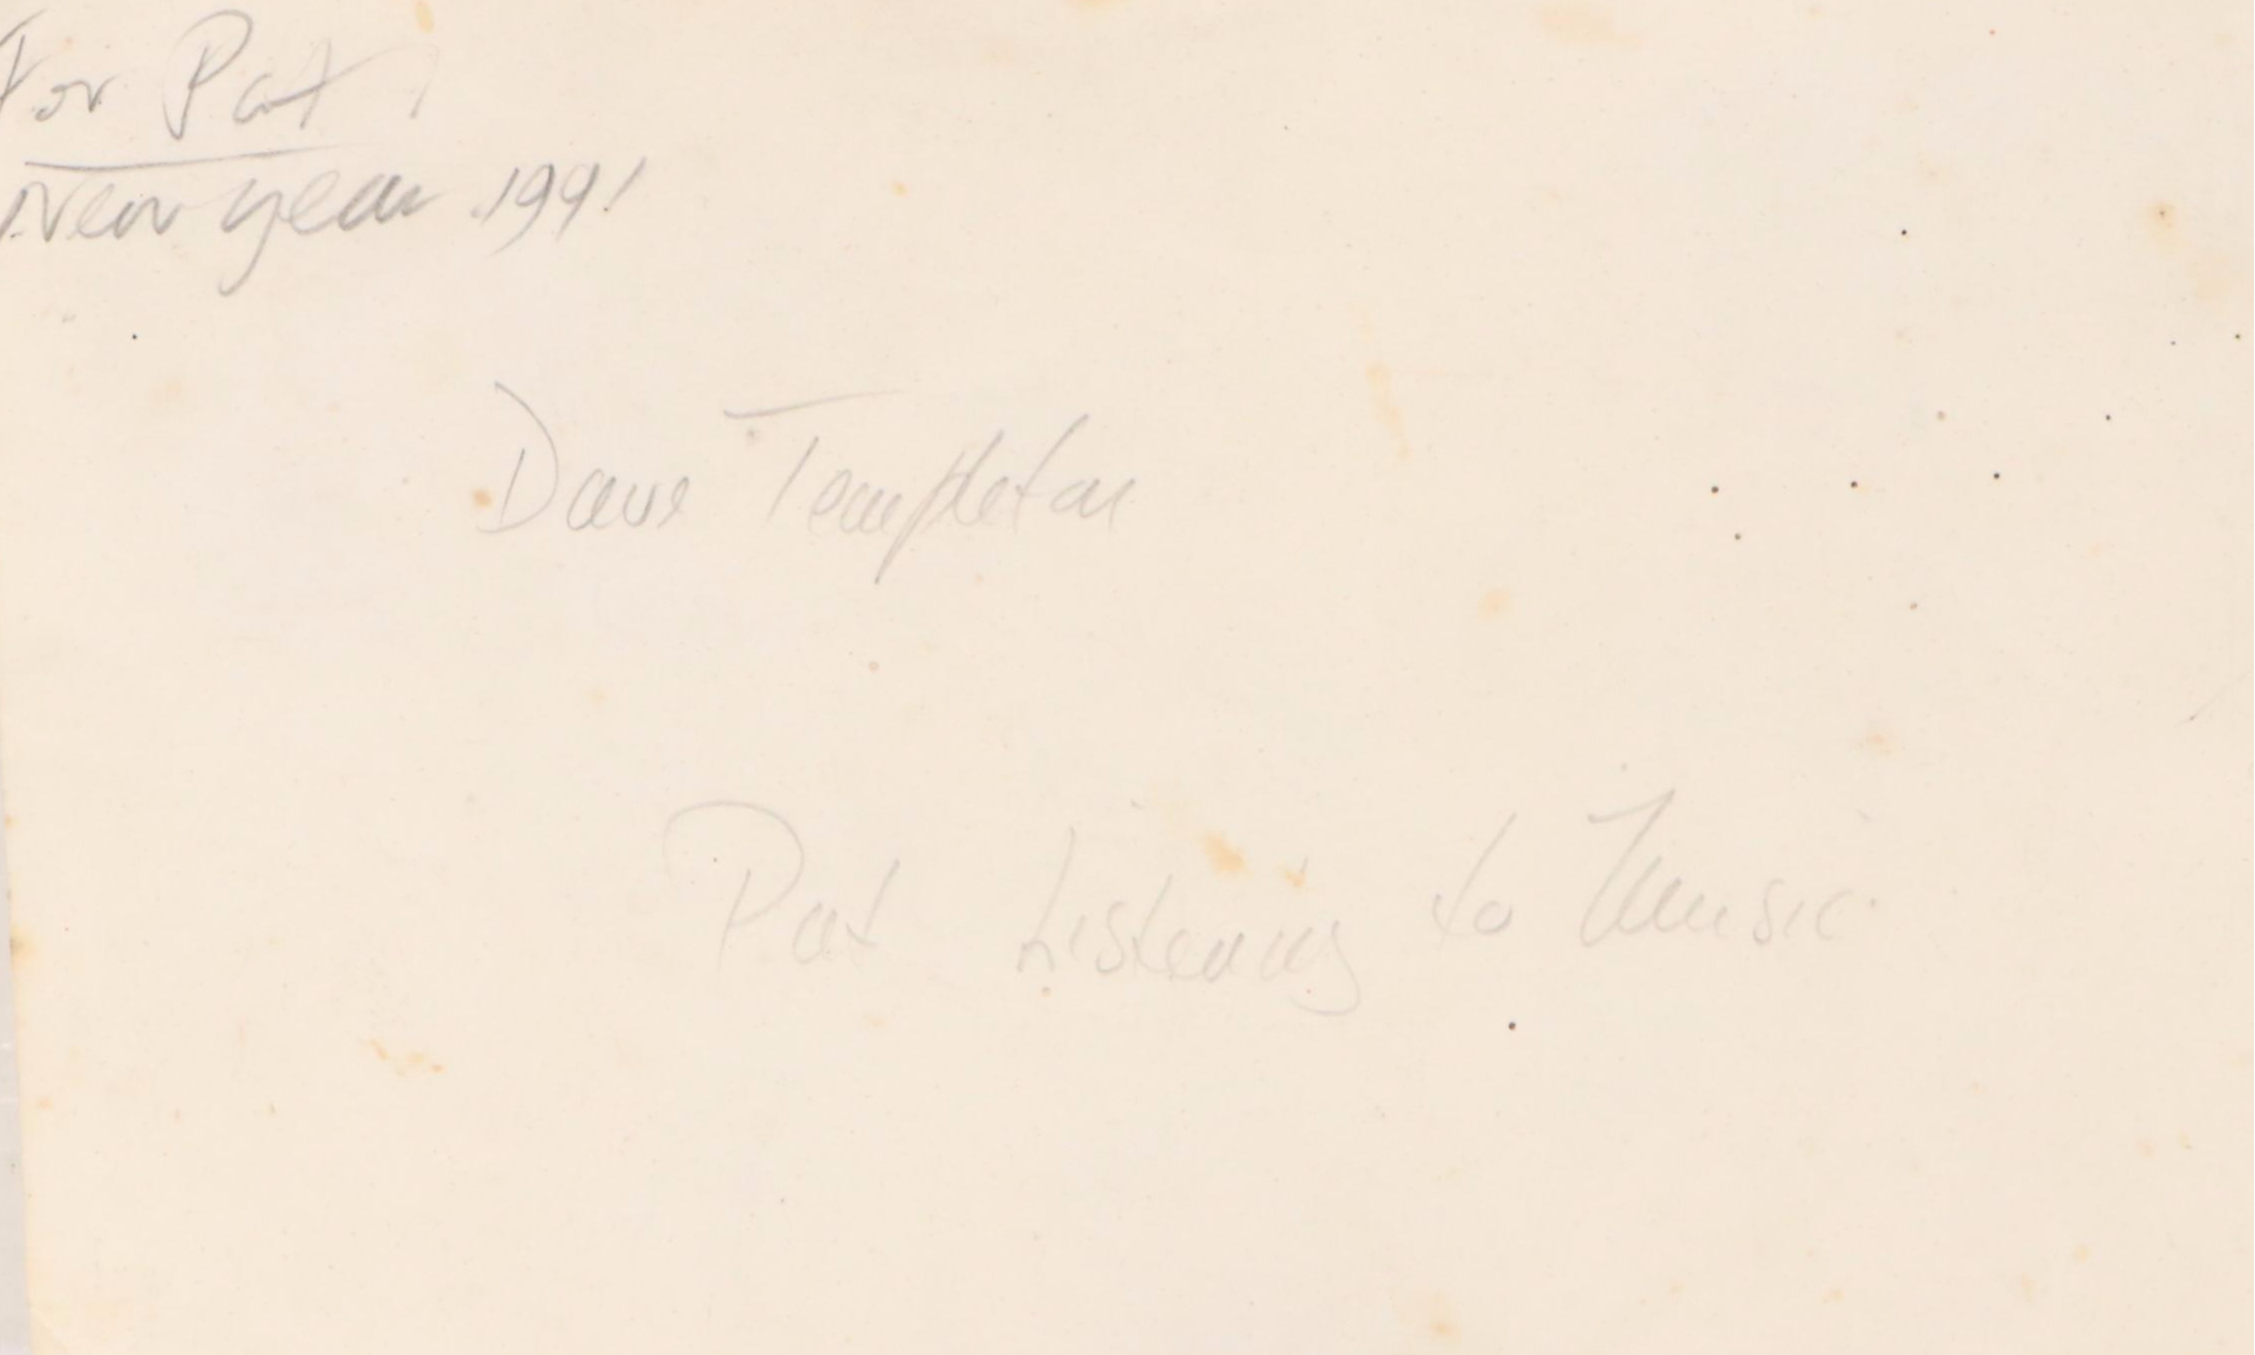 For Pat
New year 1991
Dave Templeton
Pat Listening to Music